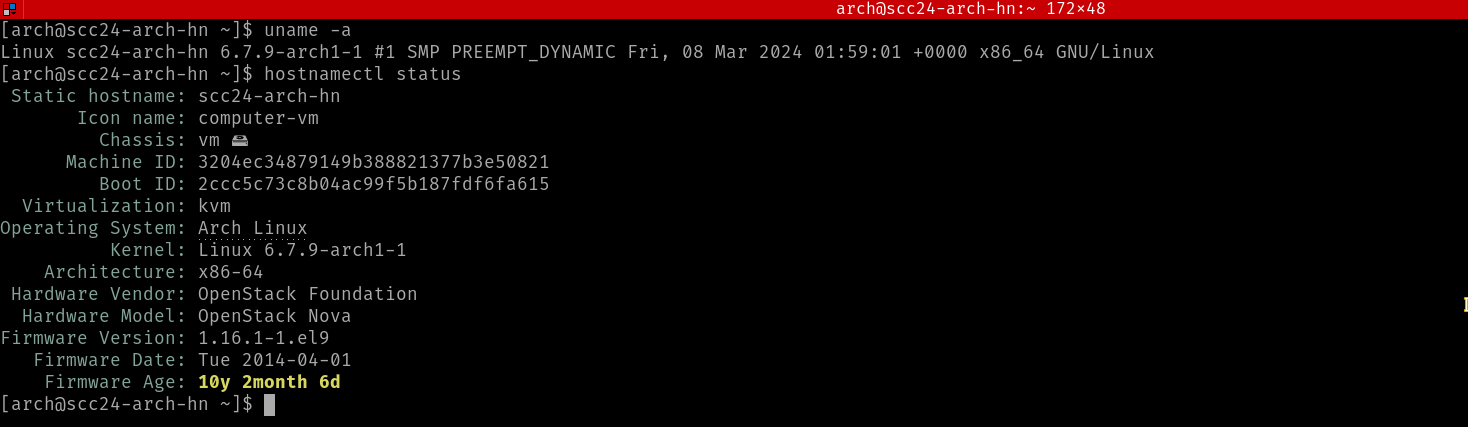 arch@scc24-arch-hn:~ 172×48
[arch@scc24-arch-hn ~]$ uname -a
Linux scc24-arch-hn 6.7.9-arch1-1 #1 SMP PREEMPT_DYNAMIC Fri, 08 Mar 2024 01:59:01 +0000 x86_64 GNU/Linux
[arch@scc24-arch-hn ~]$ hostnamectl status
Static hostname: scc24-arch-hn
Icon name: computer-vm
Chassis: vm 🖴
Machine ID: 3204ec34879149b388821377b3e50821
Boot ID: 2ccc5c73c8b04ac99f5b187fdf6fa615
Virtualization: kvm
Operating System: Arch Linux
Kernel: Linux 6.7.9-arch1-1
Architecture: x86-64
Hardware Vendor: OpenStack Foundation
Hardware Model: OpenStack Nova
Firmware Version: 1.16.1-1.el9
Firmware Date: Tue 2014-04-01
Firmware Age: 10y 2month 6d
[arch@scc24-arch-hn ~]$